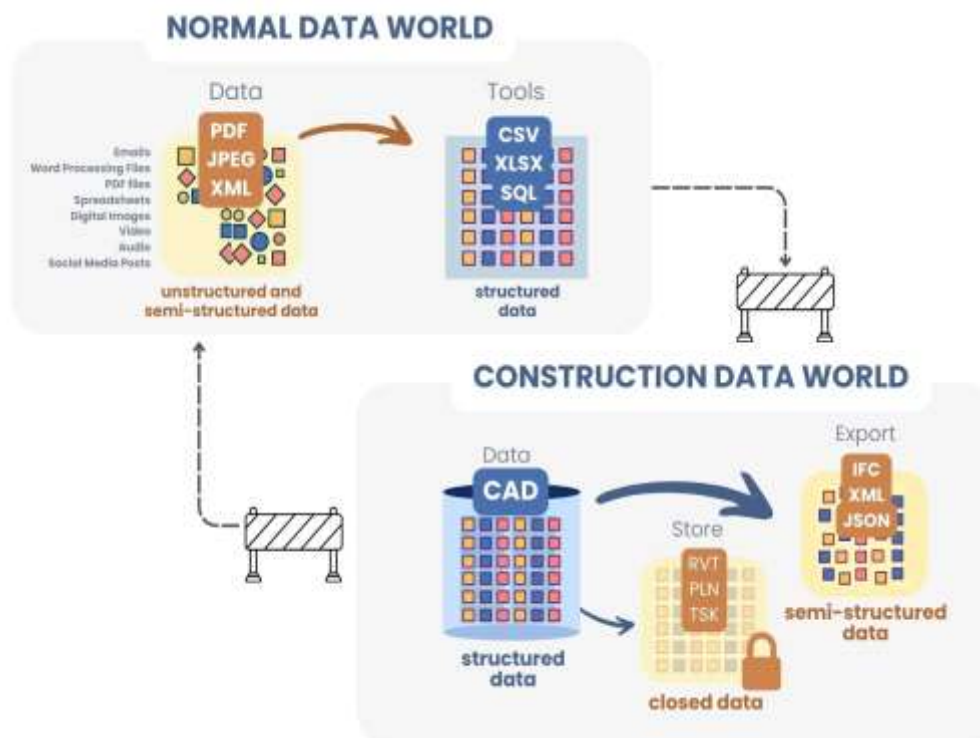 NORMAL DATA WORLD
Data
Tools
PDF
JPEG
XML
CSV
XLSX
SQL
Emails
Word Processing Files
PDF files
Spreadsheets
Digital Images
Video
Audio
Social Media Posts
unstructured and
semi-structured data
structured
data
CONSTRUCTION DATA WORLD
Data
CAD
structured
data
Store
RVT
PLN
TSK
closed data
Export
IFC
XML
JSON
semi-structured
data